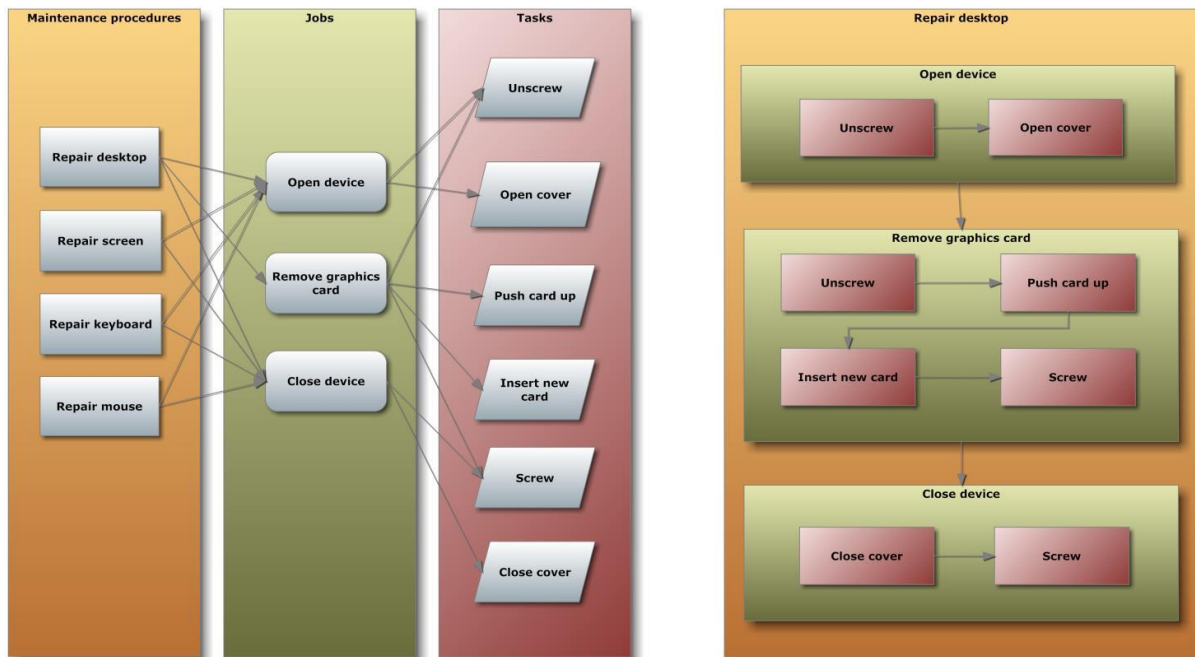 Maintenance procedures
Repair desktop
Repair screen
Repair keyboard
Repair mouse
Jobs
Open device
Remove graphics
card
Close device
Tasks
Unscrew
Open cover
Push card up
Insert new
card
Screw
Close cover
Repair desktop
Open device
Unscrew
Open cover
Remove graphics card
Unscrew
Push card up
Insert new card
Screw
Close device
Close cover
Screw